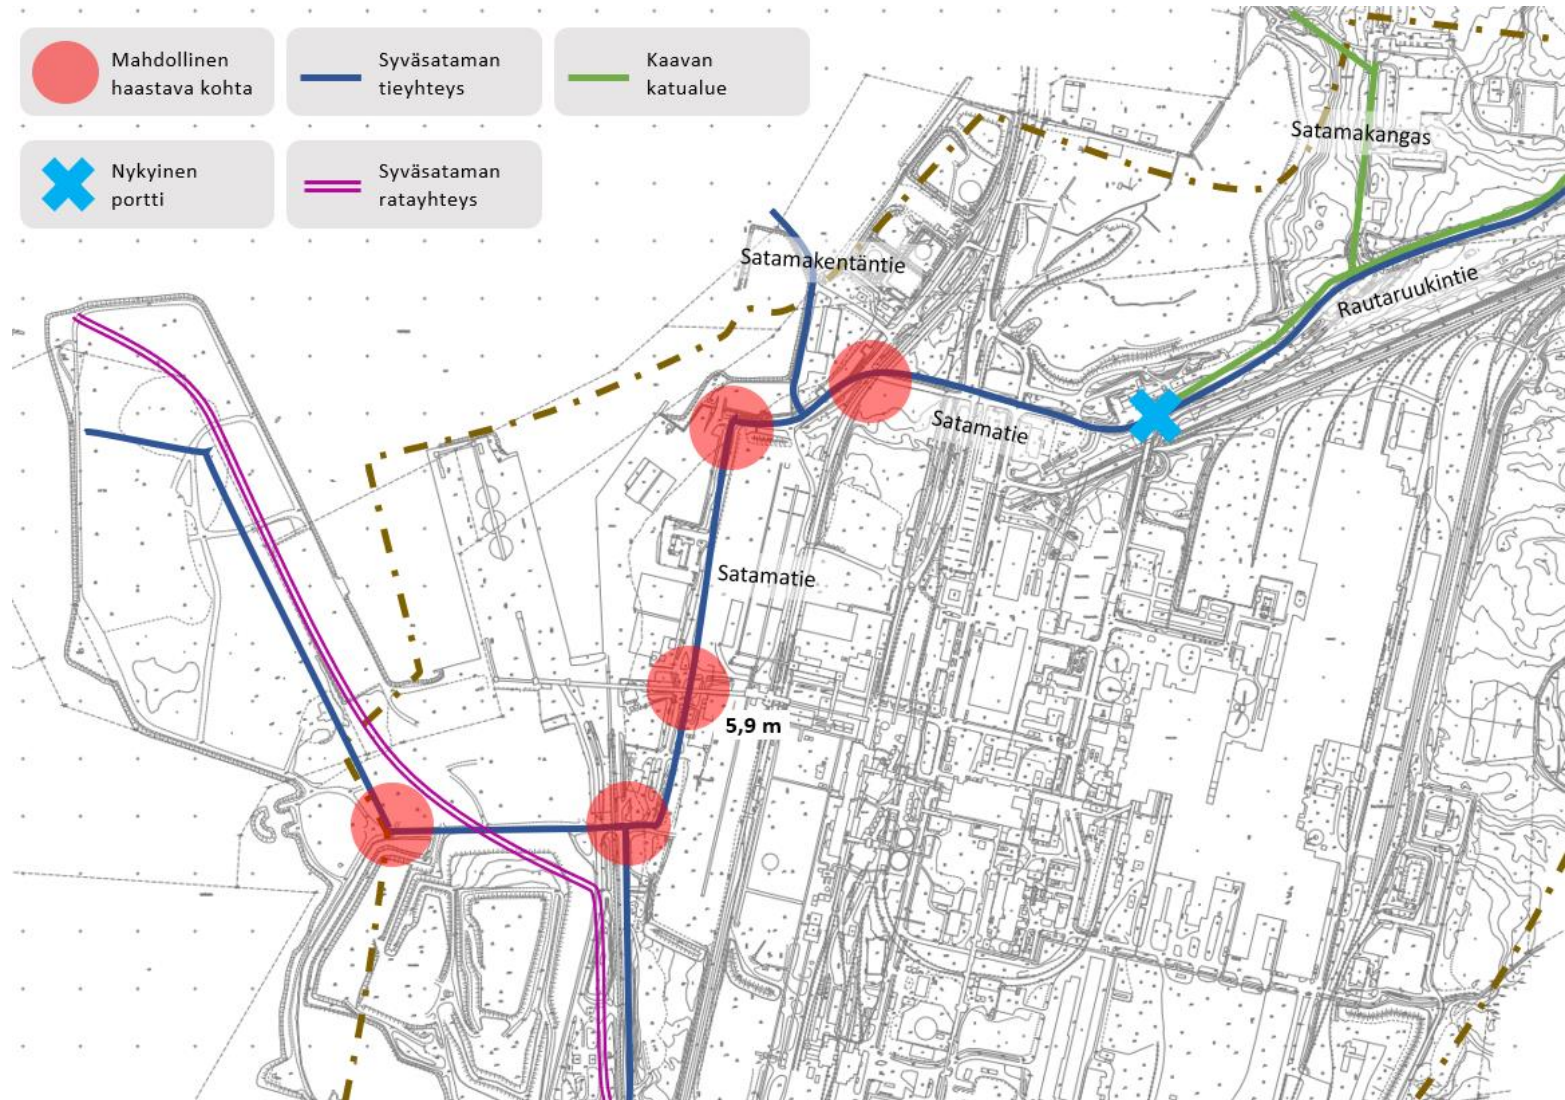 Mahdollinen
haastava kohta
Syväsataman
tieyhteys
Kaavan
katualue
Nykyinen
portti
Syväsataman
ratayhteys
Satamakangas
Satamakentäntie
Rautaruukintie
Satamatie
Satamatie
5,9 m